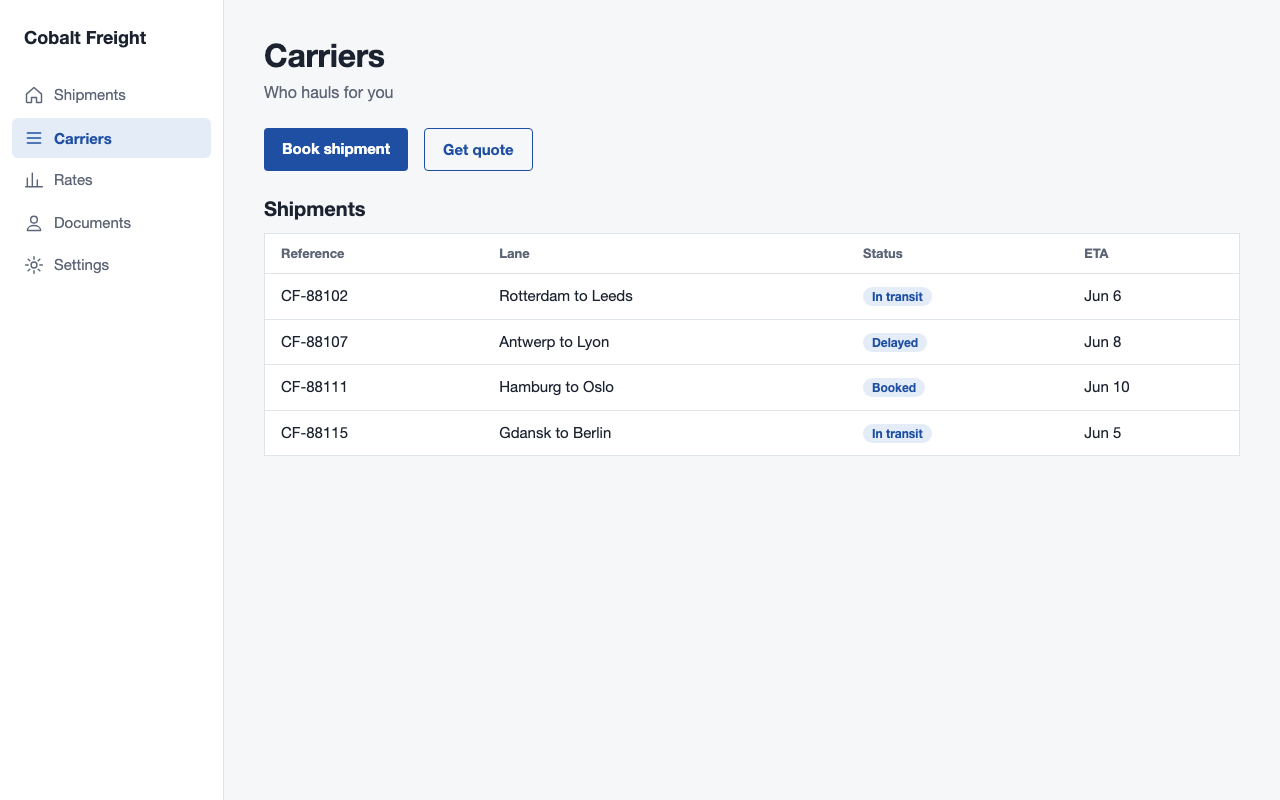 Cobalt Freight
Shipments
Carriers
Rates
Documents
Settings
Carriers
Who hauls for you
Book shipment Get quote
Shipments
Reference Lane Status ETA
CF-88102 Rotterdam to Leeds In transit Jun 6
CF-88107 Antwerp to Lyon Delayed Jun 8
CF-88111 Hamburg to Oslo Booked Jun 10
CF-88115 Gdansk to Berlin In transit Jun 5